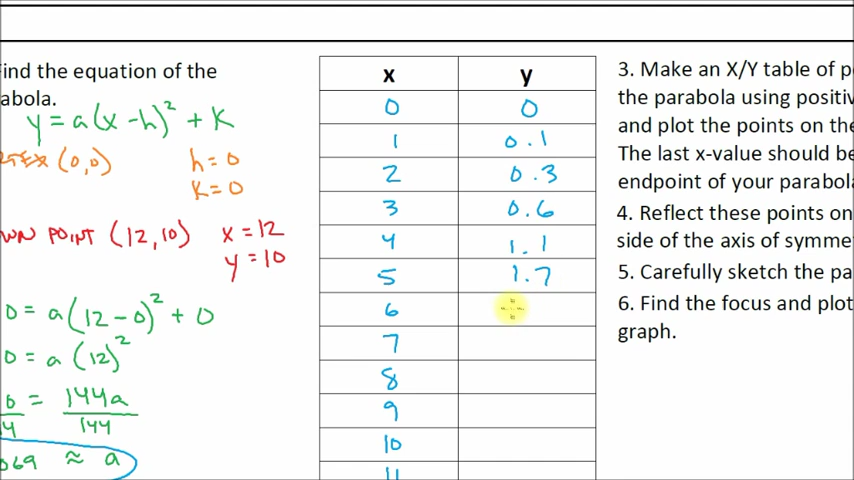 ind the equation of the
abola.
y = a(x - h)² + K
RTEX (0,0) h = 0
K = 0
WN POINT (12,10) x = 12
y = 10
0 = a(12 - 0)² + 0
0 = a(12)²
0 = 144a
4 144
069 ≈ a
x y
0 0
1 0.1
2 0.3
3 0.6
4 1.1
5 1.7
6
7
8
9
10
11
3. Make an X/Y table of p
the parabola using positiv
and plot the points on the
The last x-value should be
endpoint of your parabola
4. Reflect these points on
side of the axis of symme
5. Carefully sketch the pa
6. Find the focus and plot
graph.